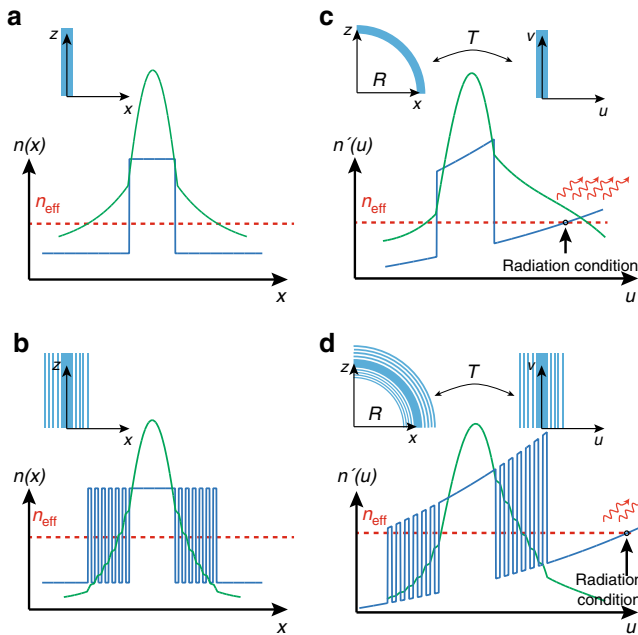 a
z
x
n(x)
n_eff
x
c
z
R
x
T
v
u
n´(u)
n_eff
Radiation condition
u
b
z
x
n(x)
n_eff
x
d
z
R
x
T
v
u
n´(u)
n_eff
Radiation
condition
u